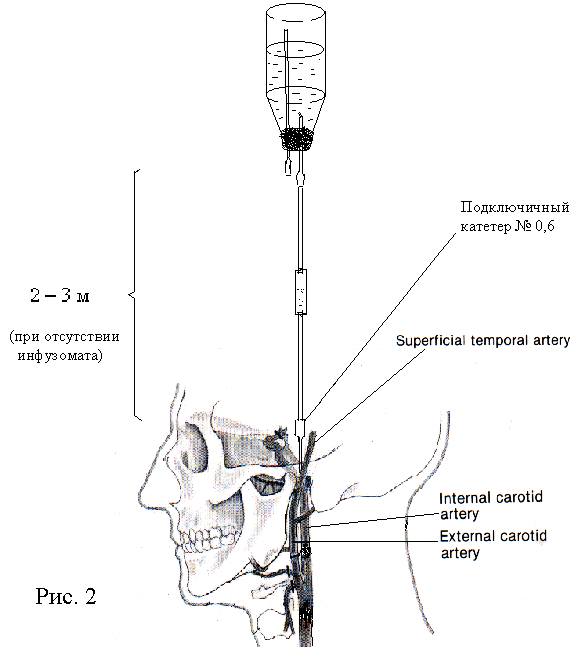 Подключичный
катетер № 0,6
2 – 3 м
(при отсутствии
инфузомата)
Superficial temporal artery
Internal carotid
artery
External carotid
artery
Рис. 2